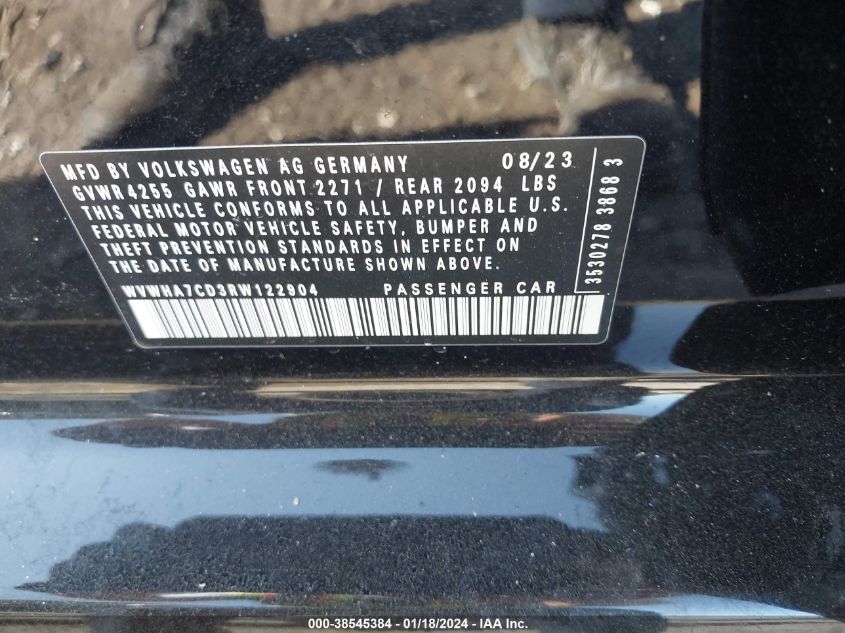 MFD BY VOLKSWAGEN AG GERMANY 08/23
GVWR 4255 GAWR FRONT 2271 / REAR 2094 LBS
THIS VEHICLE CONFORMS TO ALL APPLICABLE U.S.
FEDERAL MOTOR VEHICLE SAFETY, BUMPER AND
THEFT PREVENTION STANDARDS IN EFFECT ON
THE DATE OF MANUFACTURE SHOWN ABOVE.
WVWHA7CD3RW122904 PASSENGER CAR
3530278 3868 3
000-38545384 - 01/18/2024 - IAA Inc.